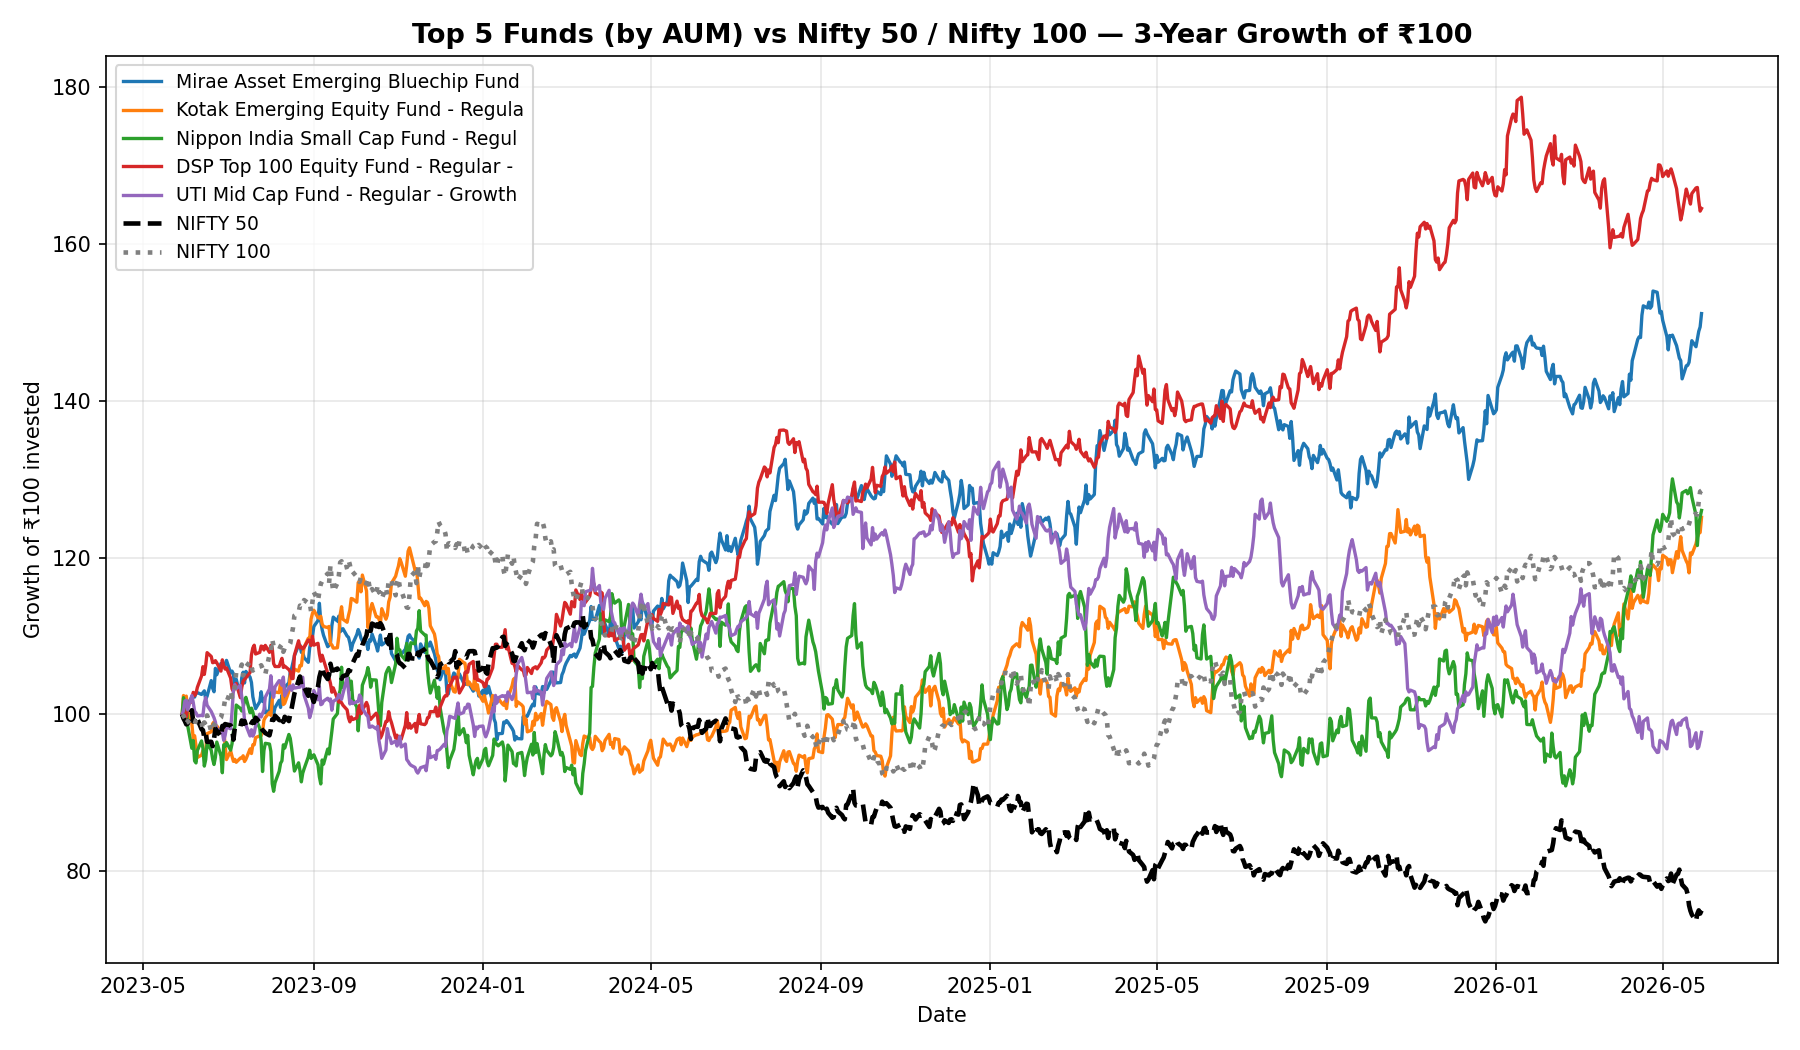 Top 5 Funds (by AUM) vs Nifty 50 / Nifty 100 — 3-Year Growth of ₹100
Mirae Asset Emerging Bluechip Fund
Kotak Emerging Equity Fund - Regula
Nippon India Small Cap Fund - Regul
DSP Top 100 Equity Fund - Regular -
UTI Mid Cap Fund - Regular - Growth
NIFTY 50
NIFTY 100
Growth of ₹100 invested
180
160
140
120
100
80
2023-05
2023-09
2024-01
2024-05
2024-09
2025-01
2025-05
2025-09
2026-01
2026-05
Date